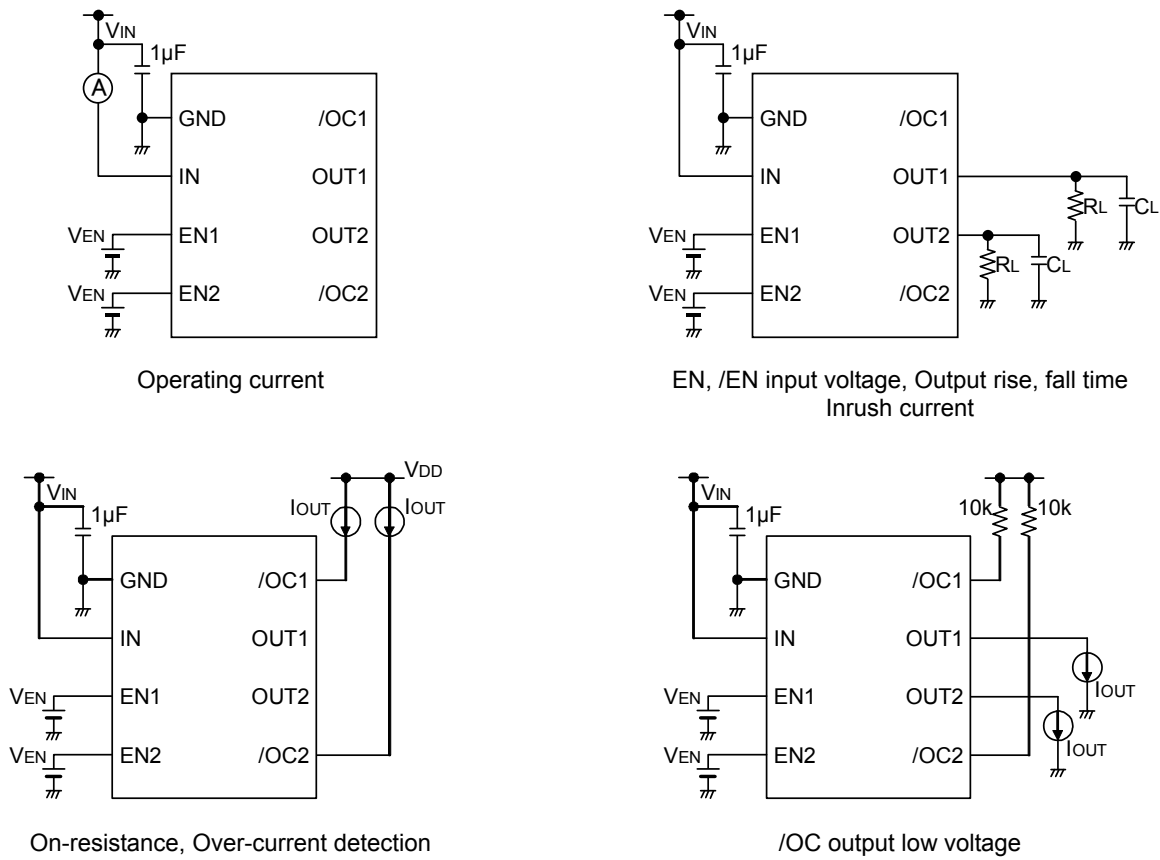 VIN
1µF
A
GND /OC1
IN OUT1
VEN EN1 OUT2
VEN EN2 /OC2
Operating current
VIN
1µF
GND /OC1
IN OUT1
RL CL
VEN EN1 OUT2
RL CL
VEN EN2 /OC2
EN, /EN input voltage, Output rise, fall time
Inrush current
VDD
VIN
IOUT IOUT
1µF
GND /OC1
IN OUT1
VEN EN1 OUT2
VEN EN2 /OC2
On-resistance, Over-current detection
VIN
10k 10k
1µF
GND /OC1
IN OUT1
IOUT
VEN EN1 OUT2
IOUT
VEN EN2 /OC2
/OC output low voltage